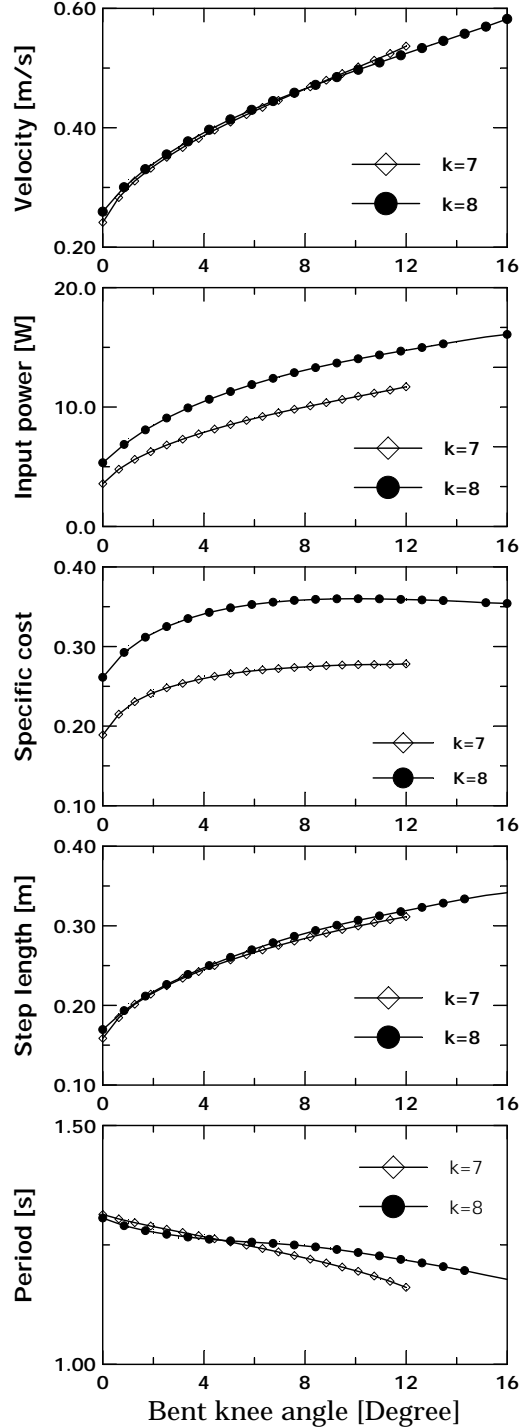 0.60
Velocity [m/s]
0.40
k=7
k=8
0.20
0 4 8 12 16
20.0
Input power [W]
10.0
k=7
k=8
0.0
0 4 8 12 16
0.40
Specific cost
0.30
0.20
k=7
K=8
0.10
0 4 8 12 16
0.40
Step length [m]
0.30
0.20
k=7
k=8
0.10
0 4 8 12 16
1.50
k=7
k=8
Period [s]
1.00
0 4 8 12 16
Bent knee angle [Degree]